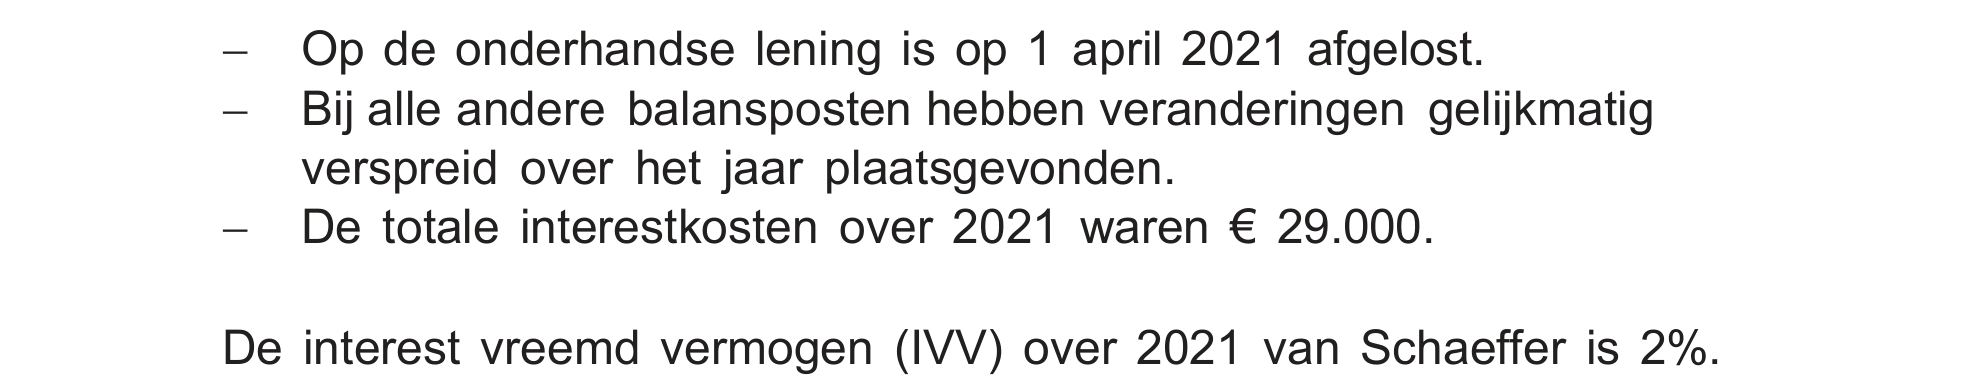 – Op de onderhandse lening is op 1 april 2021 afgelost.
– Bij alle andere balansposten hebben veranderingen gelijkmatig
verspreid over het jaar plaatsgevonden.
– De totale interestkosten over 2021 waren € 29.000.
De interest vreemd vermogen (IVV) over 2021 van Schaeffer is 2%.